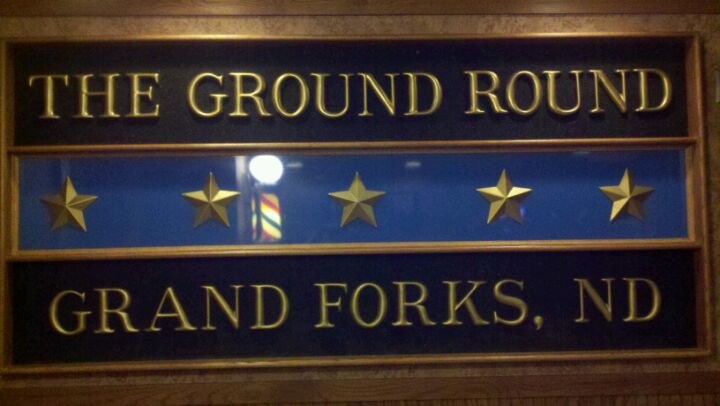 THE GROUND ROUND
GRAND FORKS, ND